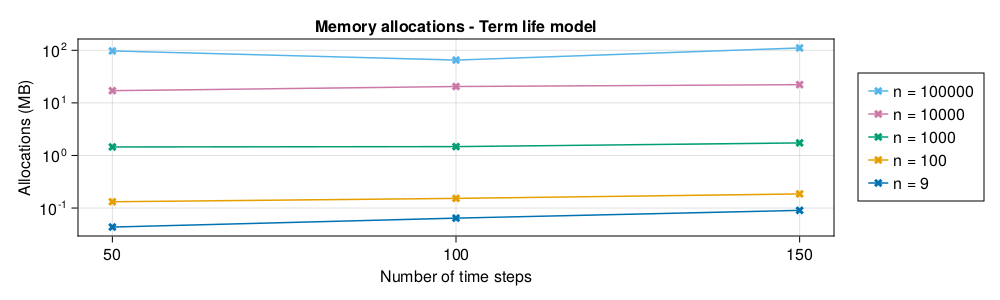 Memory allocations - Term life model
Allocations (MB)
10²
10¹
10⁰
10⁻¹
50
100
150
Number of time steps
n = 100000
n = 10000
n = 1000
n = 100
n = 9